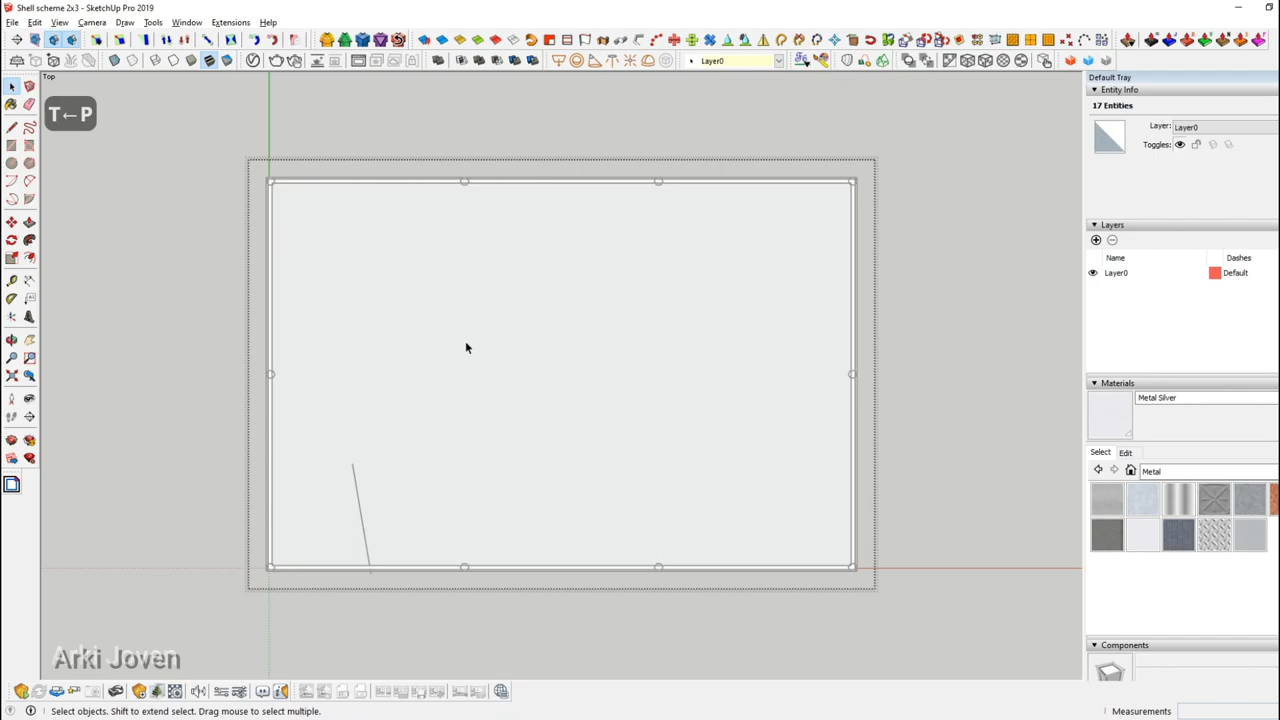 Shell scheme 2x3 - SketchUp Pro 2019
File Edit View Camera Draw Tools Window Extensions Help
Layer0
Top
T←P
Default Tray
Entity Info
17 Entities
Layer: Layer0
Toggles:
Layers
Name Dashes
Layer0 Default
Materials
Metal Silver
Select Edit
Metal
Components
Arki Joven
Select objects. Shift to extend select. Drag mouse to select multiple.
Measurements